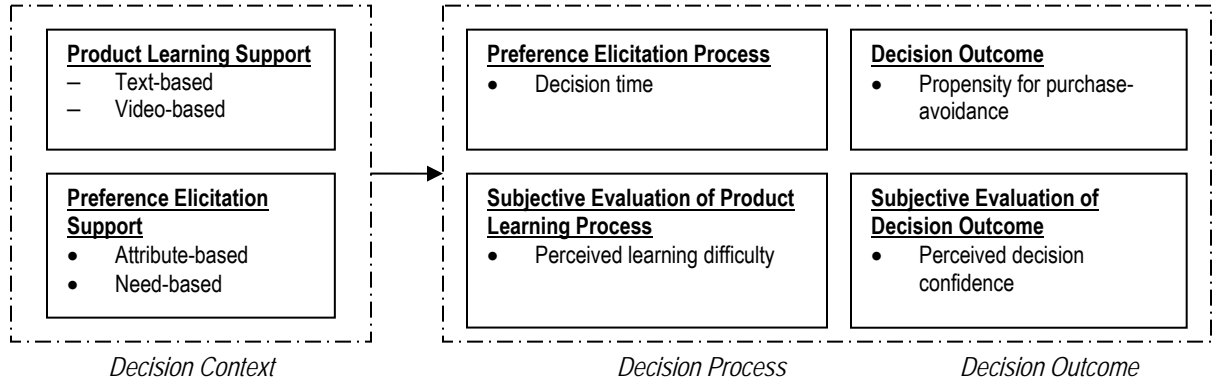 Product Learning Support
– Text-based
– Video-based
Preference Elicitation
Support
• Attribute-based
• Need-based
Decision Context
Preference Elicitation Process
• Decision time
Decision Outcome
• Propensity for purchase-
avoidance
Subjective Evaluation of Product
Learning Process
• Perceived learning difficulty
Subjective Evaluation of
Decision Outcome
• Perceived decision
confidence
Decision Process
Decision Outcome